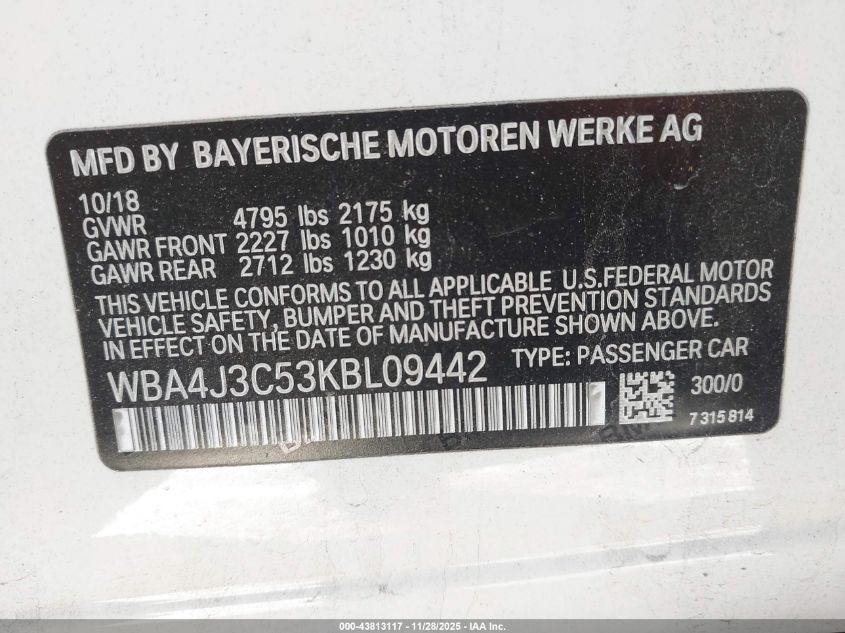 MFD BY BAYERISCHE MOTOREN WERKE AG
10/18
GVWR 4795 lbs 2175 kg
GAWR FRONT 2227 lbs 1010 kg
GAWR REAR 2712 lbs 1230 kg
THIS VEHICLE CONFORMS TO ALL APPLICABLE U.S.FEDERAL MOTOR
VEHICLE SAFETY, BUMPER AND THEFT PREVENTION STANDARDS
IN EFFECT ON THE DATE OF MANUFACTURE SHOWN ABOVE.
WBA4J3C53KBL09442 TYPE: PASSENGER CAR
300/0
7 315 814
000-43813117 - 11/28/2025 - IAA Inc.